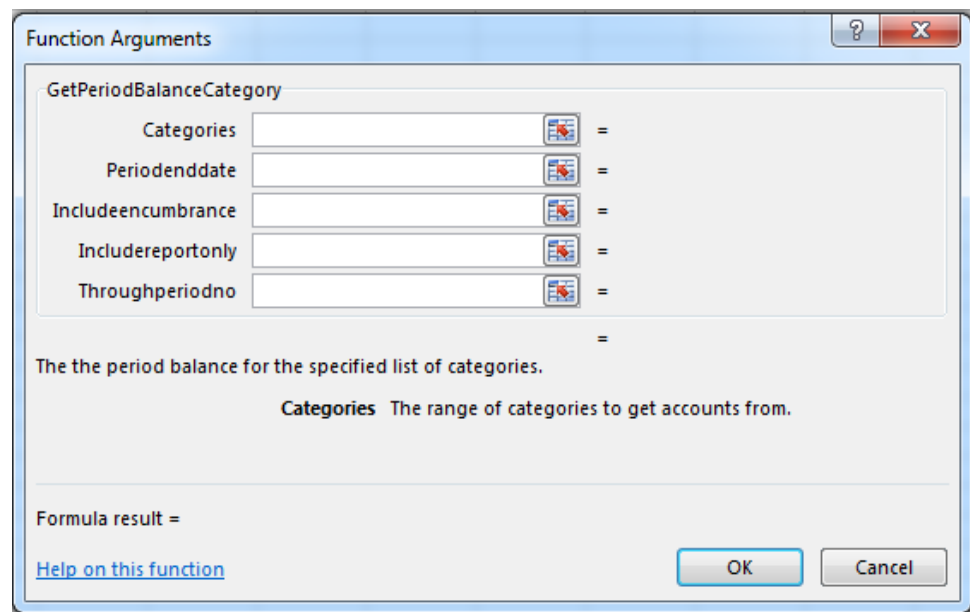 Function Arguments
?
X
GetPeriodBalanceCategory
Categories =
Periodenddate =
Includeencumbrance =
Includereportonly =
Throughperiodno =
=
The the period balance for the specified list of categories.
Categories The range of categories to get accounts from.
Formula result =
Help on this function
OK
Cancel